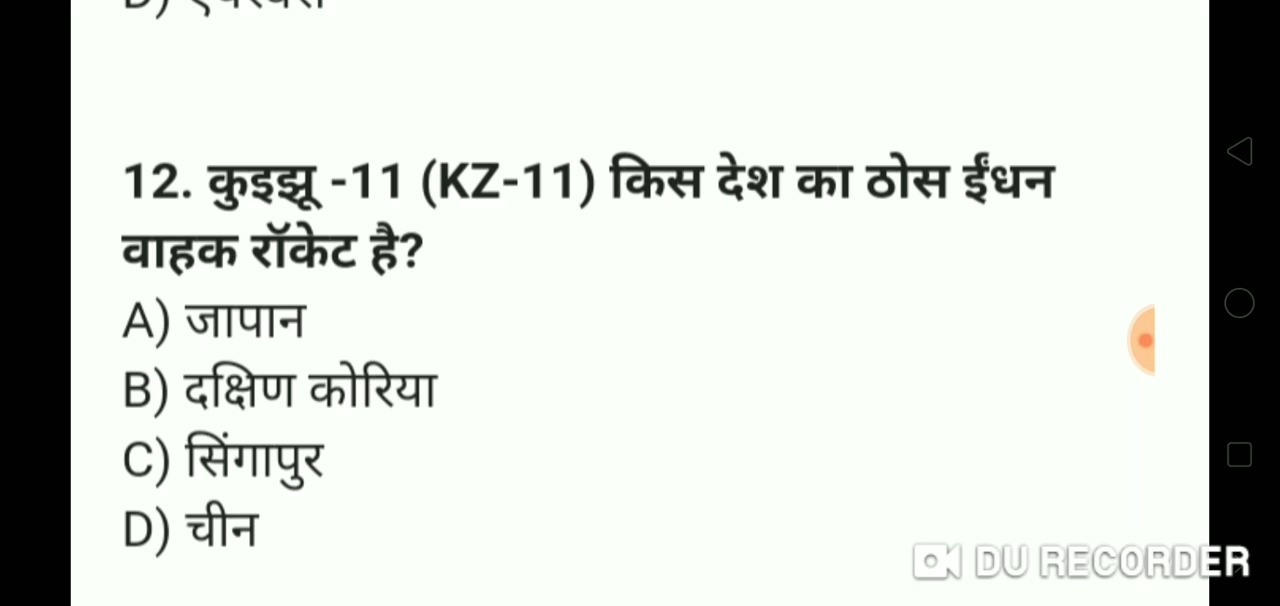 12. कुइझू -11 (KZ-11) किस देश का ठोस ईंधन
वाहक रॉकेट है?
A) जापान
B) दक्षिण कोरिया
C) सिंगापुर
D) चीन
DU RECORDER